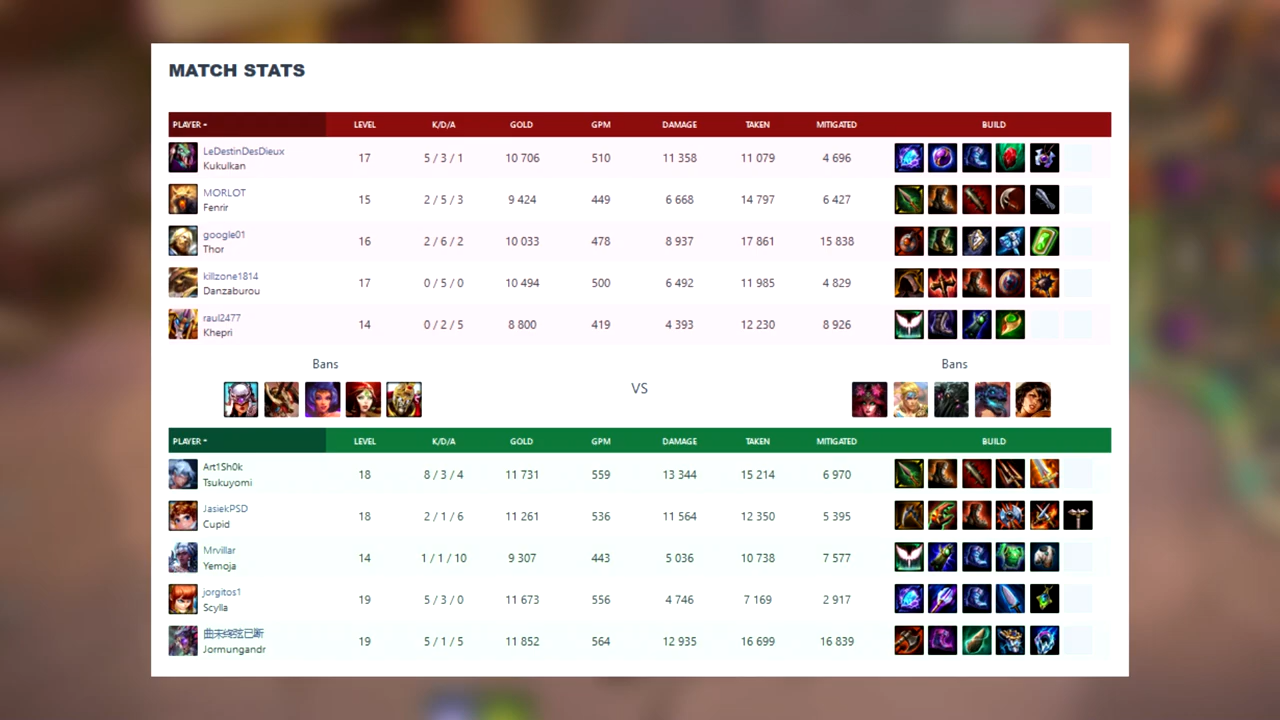 MATCH STATS
PLAYER LEVEL K/D/A GOLD GPM DAMAGE TAKEN MITIGATED BUILD
LeDestinDesDieux
Kukulkan
17 5 / 3 / 1 10 706 510 11 358 11 079 4 696
MORLOT
Fenrir
15 2 / 5 / 3 9 424 449 6 668 14 797 6 427
google01
Thor
16 2 / 6 / 2 10 033 478 8 937 17 861 15 838
killzone1814
Danzaburou
17 0 / 5 / 0 10 494 500 6 492 11 985 4 829
raul2477
Khepri
14 0 / 2 / 5 8 800 419 4 393 12 230 8 926
Bans
VS
Bans
PLAYER LEVEL K/D/A GOLD GPM DAMAGE TAKEN MITIGATED BUILD
Art1Sh0k
Tsukuyomi
18 8 / 3 / 4 11 731 559 13 344 15 214 6 970
JasiekPSD
Cupid
18 2 / 1 / 6 11 261 536 11 564 12 350 5 395
Mrvillar
Yemoja
14 1 / 1 / 10 9 307 443 5 036 10 738 7 577
jorgitos1
Scylla
19 5 / 3 / 0 11 673 556 4 746 7 169 2 917
曲未终弦已断
Jormungandr
19 5 / 1 / 5 11 852 564 12 935 16 699 16 839